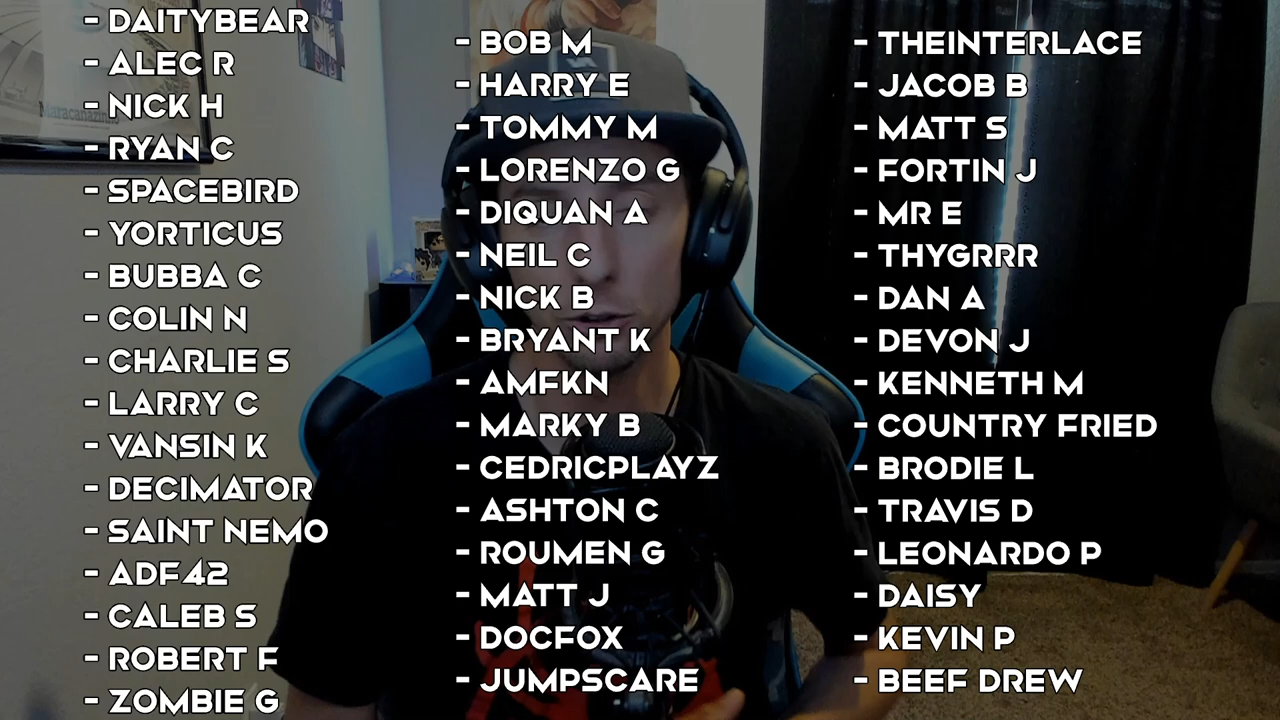 - DAITYBEAR
- ALEC R
- NICK H
- RYAN C
- SPACEBIRD
- YORTICUS
- BUBBA C
- COLIN N
- CHARLIE S
- LARRY C
- VANSIN K
- DECIMATOR
- SAINT NEMO
- ADF42
- CALEB S
- ROBERT F
- ZOMBIE G
- BOB M
- HARRY E
- TOMMY M
- LORENZO G
- DIQUAN A
- NEIL C
- NICK B
- BRYANT K
- AMFKN
- MARKY B
- CEDRICPLAYZ
- ASHTON C
- ROUMEN G
- MATT J
- DOCFOX
- JUMPSCARE
- THEINTERLACE
- JACOB B
- MATT S
- FORTIN J
- MR E
- THYGRRR
- DAN A
- DEVON J
- KENNETH M
- COUNTRY FRIED
- BRODIE L
- TRAVIS D
- LEONARDO P
- DAISY
- KEVIN P
- BEEF DREW